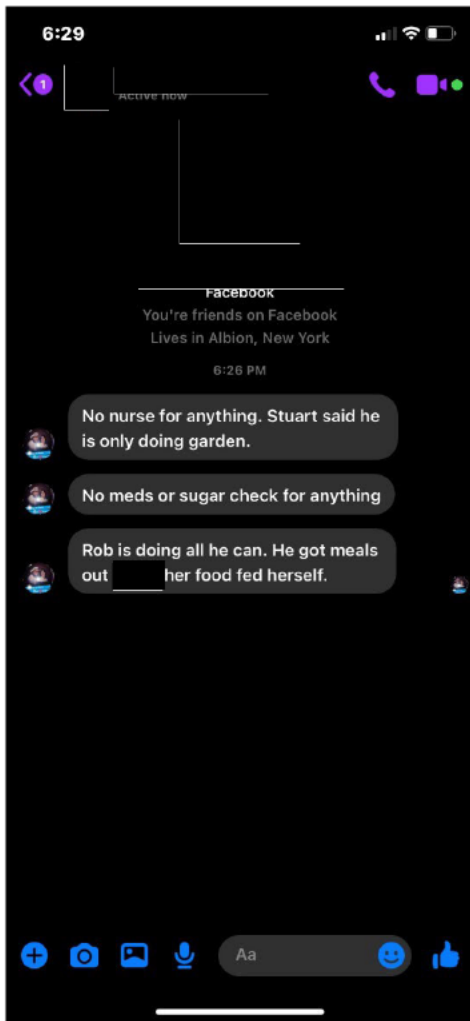 6:29
1
Active now
Facebook
You're friends on Facebook
Lives in Albion, New York
6:26 PM
No nurse for anything. Stuart said he
is only doing garden.
No meds or sugar check for anything
Rob is doing all he can. He got meals
out her food fed herself.
Aa